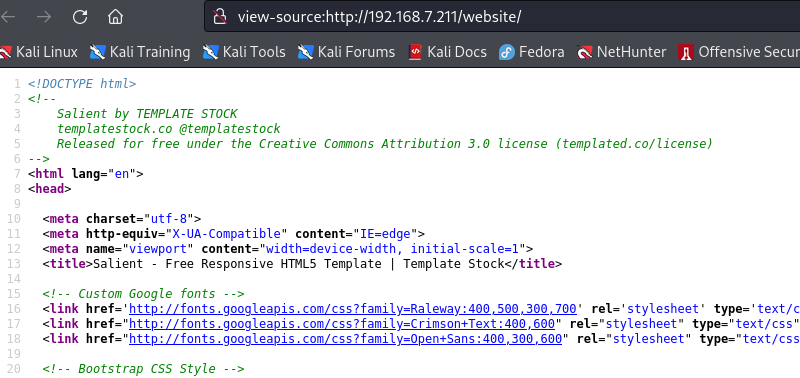 view-source:http://192.168.7.211/website/
Kali Linux Kali Training Kali Tools Kali Forums Kali Docs Fedora NetHunter Offensive Secur
1 <!DOCTYPE html>
2 <!--
3 Salient by TEMPLATE STOCK
4 templatestock.co @templatestock
5 Released for free under the Creative Commons Attribution 3.0 license (templated.co/license)
6 -->
7 <html lang="en">
8 <head>
9
10 <meta charset="utf-8">
11 <meta http-equiv="X-UA-Compatible" content="IE=edge">
12 <meta name="viewport" content="width=device-width, initial-scale=1">
13 <title>Salient - Free Responsive HTML5 Template | Template Stock</title>
14
15 <!-- Custom Google fonts -->
16 <link href='http://fonts.googleapis.com/css?family=Raleway:400,500,300,700' rel='stylesheet' type='text/c
17 <link href="http://fonts.googleapis.com/css?family=Crimson+Text:400,600" rel="stylesheet" type="text/css"
18 <link href="http://fonts.googleapis.com/css?family=Open+Sans:400,300,600" rel="stylesheet" type="text/css
19
20 <!-- Bootstrap CSS Style -->